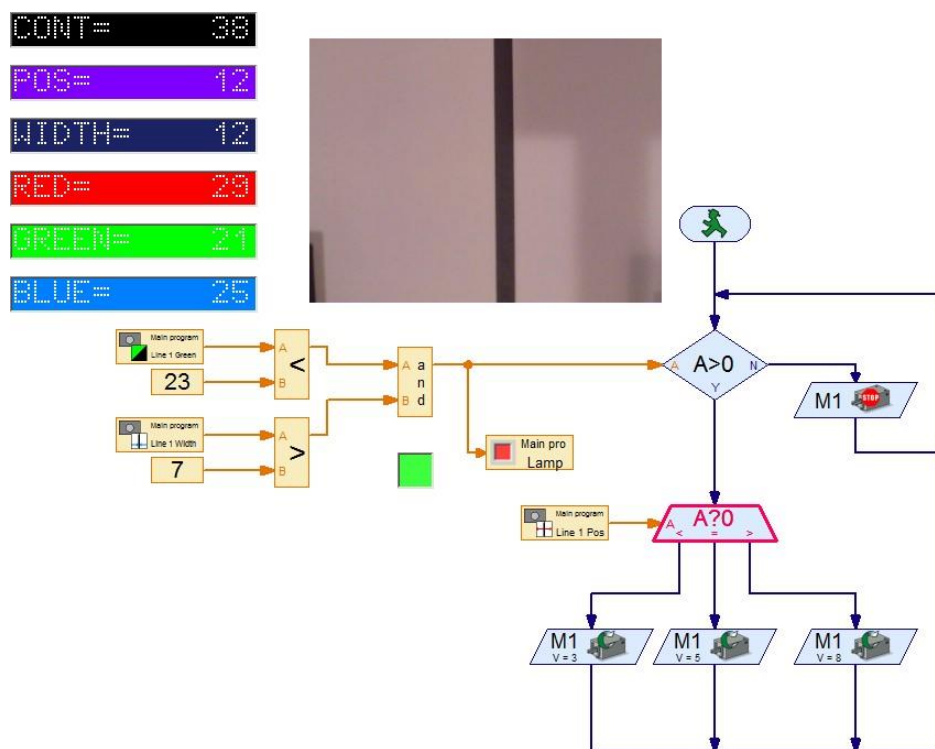 CONT= 38
POS= 12
WIDTH= 12
RED= 29
GREEN= 21
BLUE= 25
Main program
Line 1 Green
A
<
23
B
Main program
Line 1 Width
A
>
7
B
A a
n
B d
Main pro
Lamp
A A>0 N
Y
M1 STOP
Main program
Line 1 Pos
A A?0
< = >
M1
V = 3
M1
V = 5
M1
V = 8